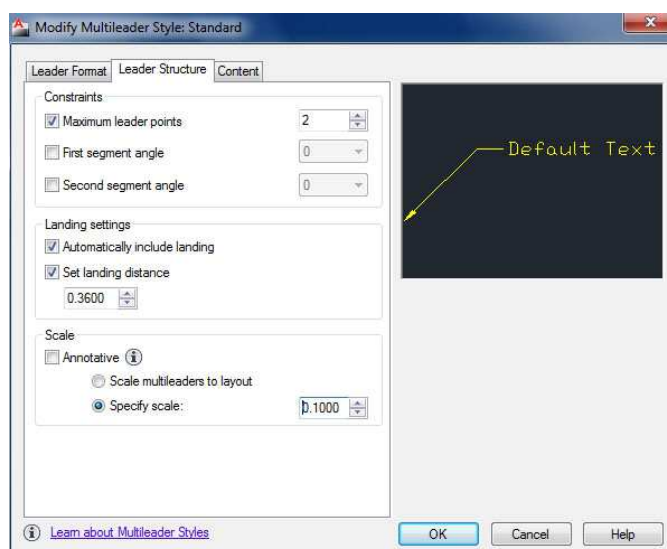 Modify Multileader Style: Standard
Leader Format Leader Structure Content
Constraints
Maximum leader points 2
First segment angle 0
Second segment angle 0
Landing settings
Automatically include landing
Set landing distance
0.3600
Scale
Annotative
Scale multileaders to layout
Specify scale: 0.1000
Default Text
Learn about Multileader Styles
OK Cancel Help